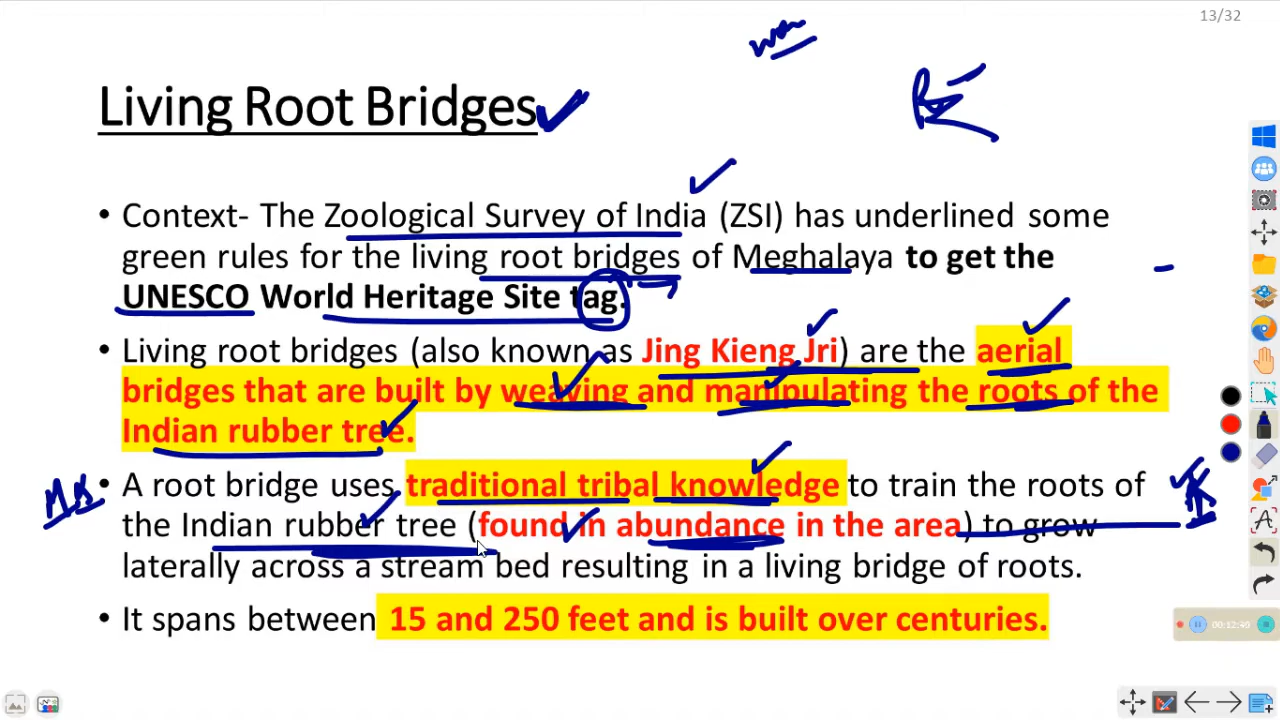 13/32
Living Root Bridges
• Context- The Zoological Survey of India (ZSI) has underlined some
green rules for the living root bridges of Meghalaya to get the
UNESCO World Heritage Site tag.
• Living root bridges (also known as Jing Kieng Jri) are the aerial
bridges that are built by weaving and manipulating the roots of the
Indian rubber tree.
• A root bridge uses traditional tribal knowledge to train the roots of
the Indian rubber tree (found in abundance in the area) to grow
laterally across a stream bed resulting in a living bridge of roots.
• It spans between 15 and 250 feet and is built over centuries.